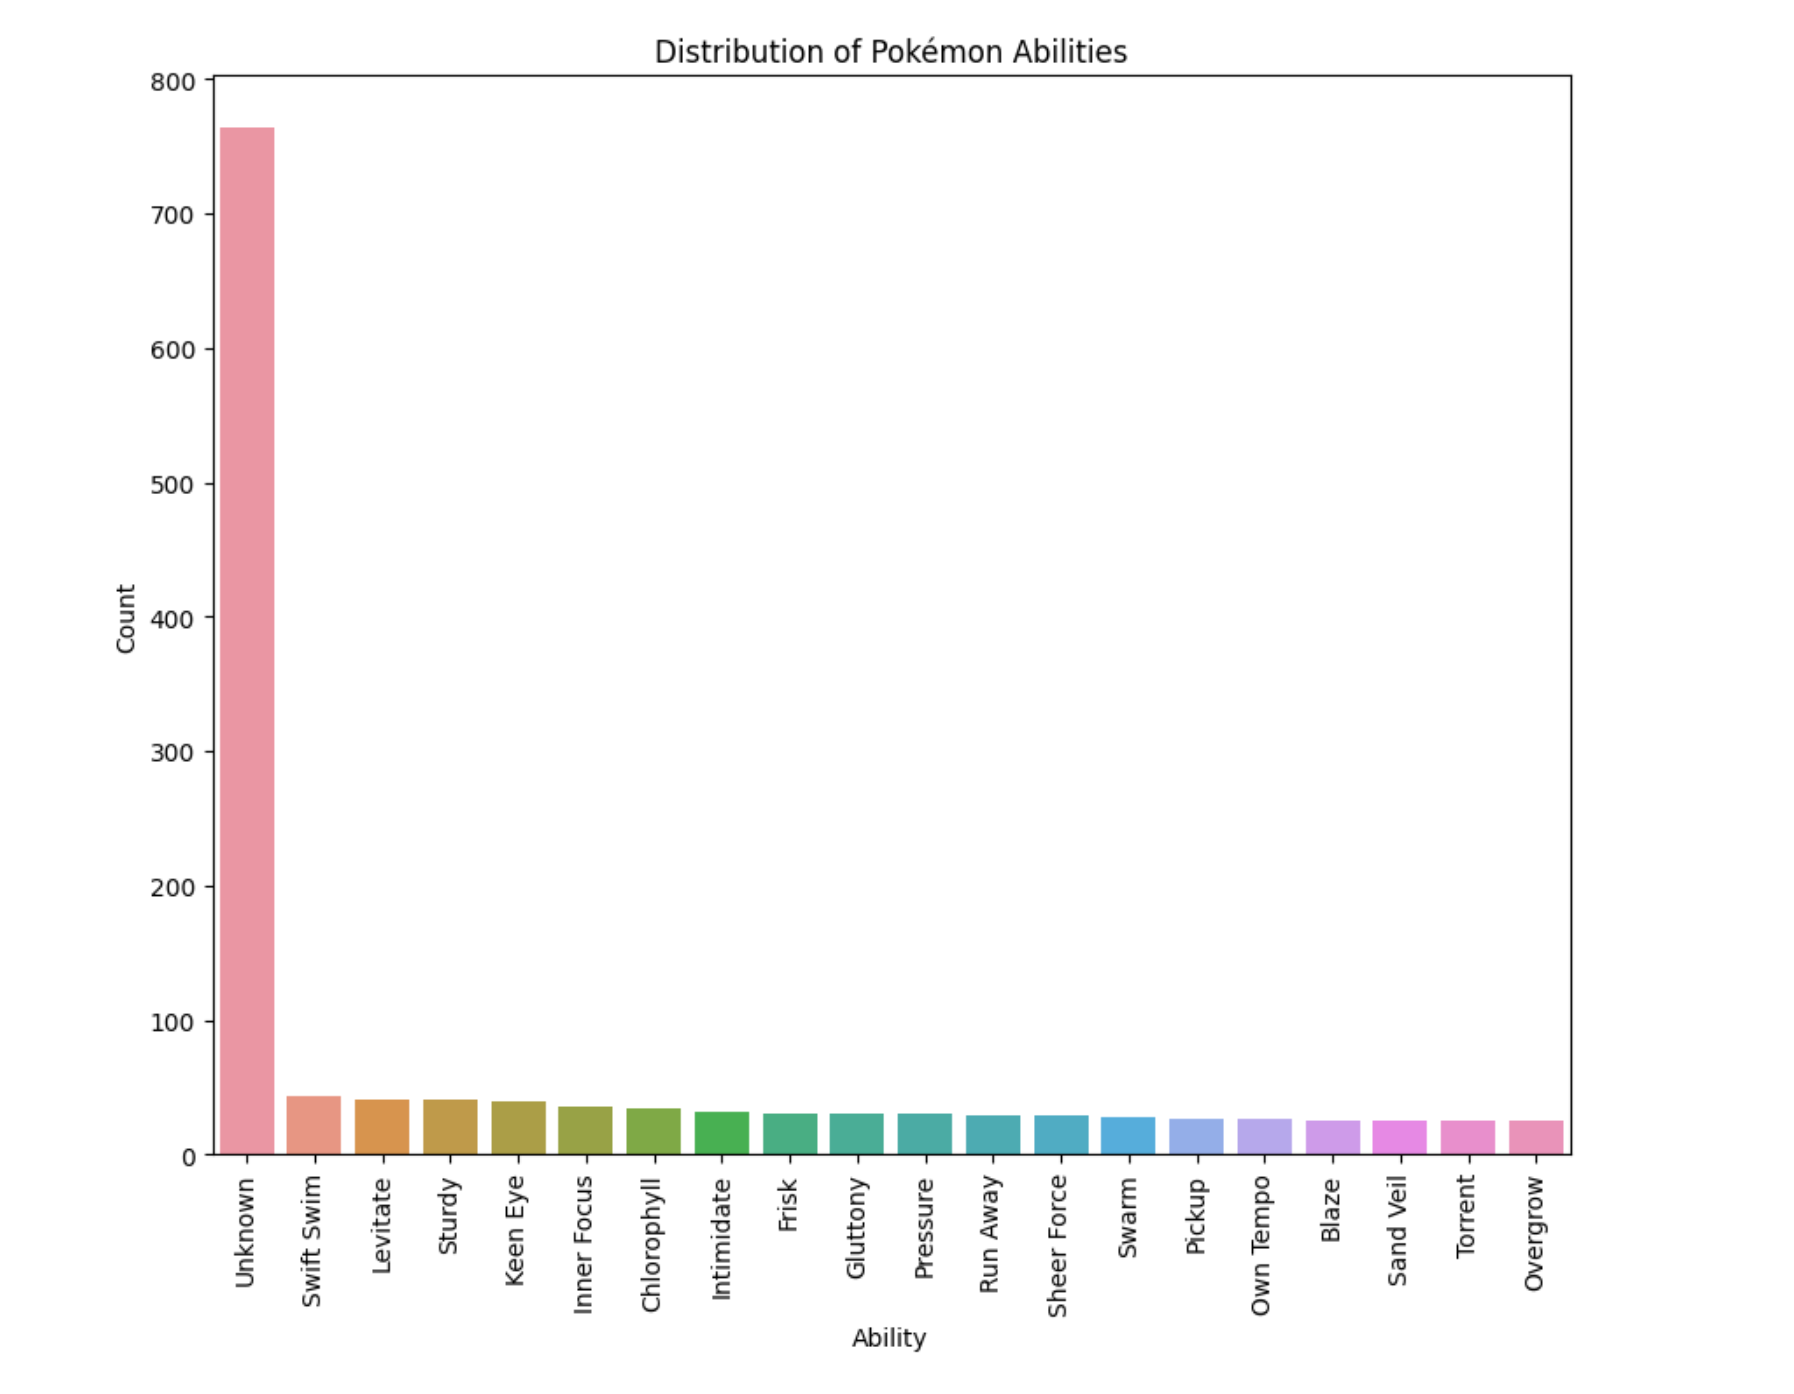 Distribution of Pokémon Abilities
800
700
600
500
400
300
200
100
0
Count
Unknown
Swift Swim
Levitate
Sturdy
Keen Eye
Inner Focus
Chlorophyll
Intimidate
Frisk
Gluttony
Pressure
Run Away
Sheer Force
Swarm
Pickup
Own Tempo
Blaze
Sand Veil
Torrent
Overgrow
Ability